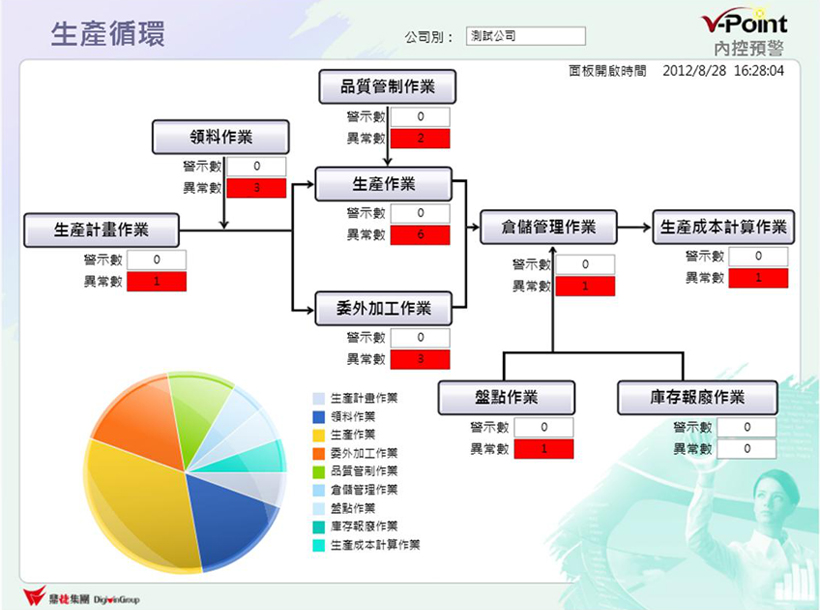 生產循環
公司別： 測試公司
V-Point
內控預警
面板開啟時間 2012/8/28 16:28:04
品質管制作業
警示數 0
異常數 2
領料作業
警示數 0
異常數 3
生產作業
警示數 0
異常數 6
生產計畫作業
警示數 0
異常數 1
倉儲管理作業
警示數 0
異常數 1
生產成本計算作業
警示數 0
異常數 1
委外加工作業
警示數 0
異常數 3
盤點作業
警示數 0
異常數 1
庫存報廢作業
警示數 0
異常數 0
生產計畫作業
領料作業
生產作業
委外加工作業
品質管制作業
倉儲管理作業
盤點作業
庫存報廢作業
生產成本計算作業
鼎捷集團 DigiwinGroup